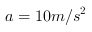 a = 10m/s²